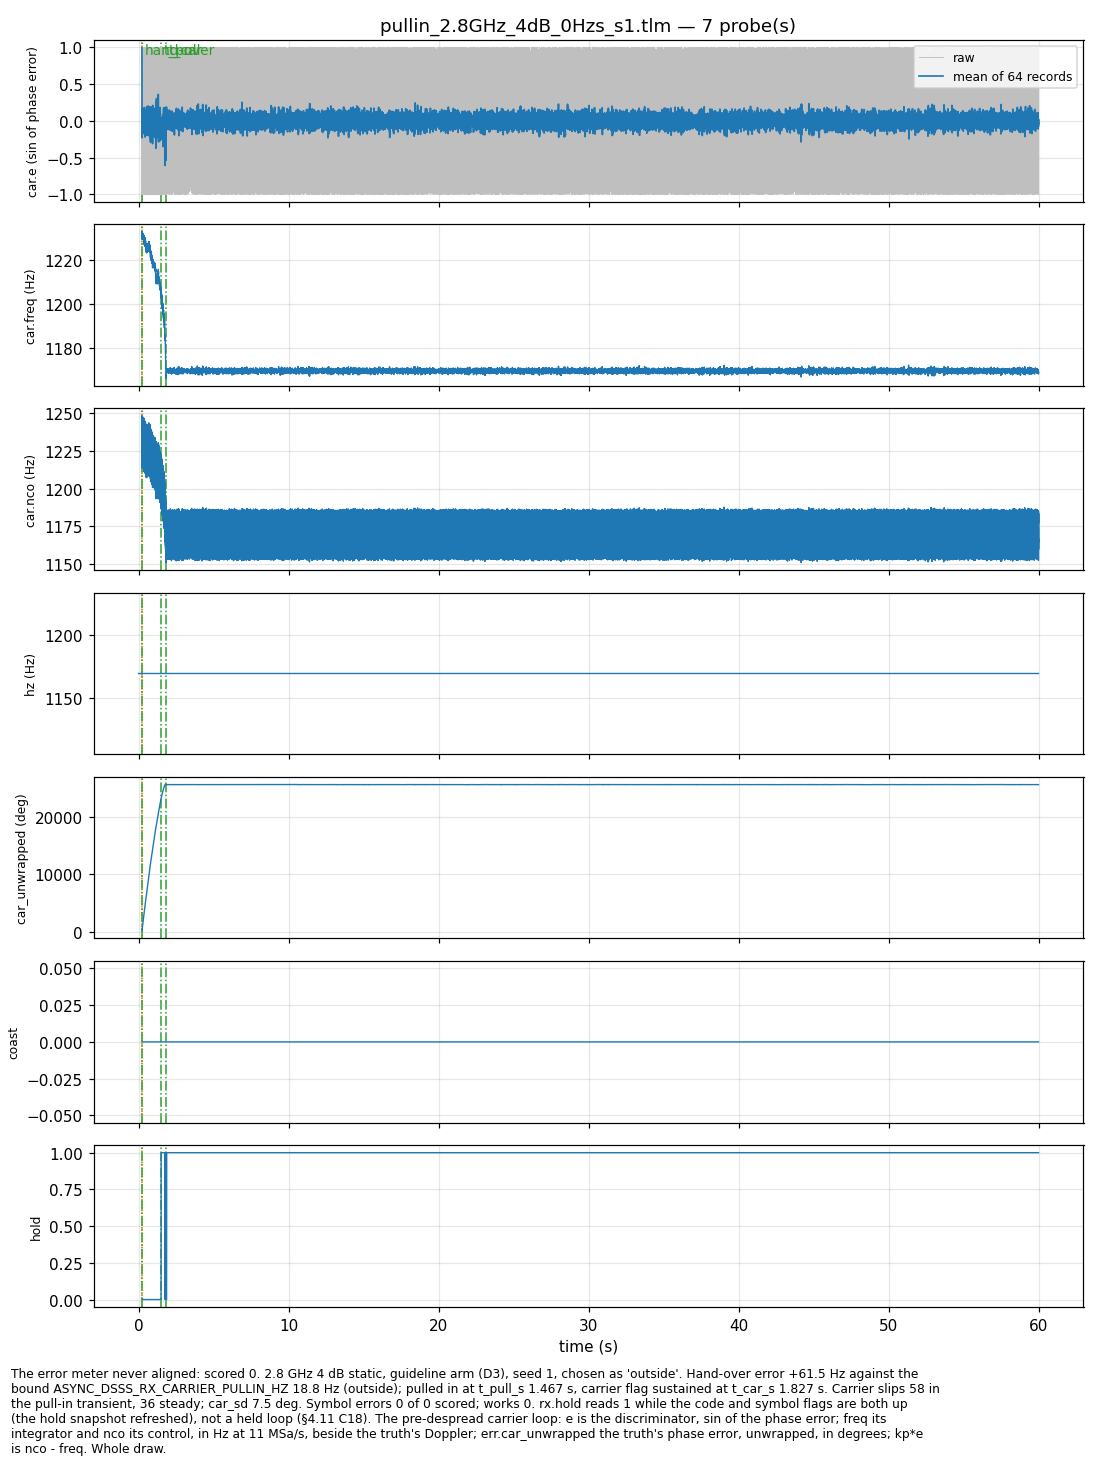 pullin_2.8GHz_4dB_0Hzs_s1.tlm — 7 probe(s)
car.e (sin of phase error)
1.0
0.5
0.0
−0.5
−1.0
raw
mean of 64 records
car.freq (Hz)
1220
1200
1180
car.nco (Hz)
1250
1225
1200
1175
1150
hz (Hz)
1200
1150
car_unwrapped (deg)
20000
10000
0
coast
0.050
0.025
0.000
−0.025
−0.050
hold
1.00
0.75
0.50
0.25
0.00
0
10
20
30
40
50
60
time (s)
The error meter never aligned: scored 0. 2.8 GHz 4 dB static, guideline arm (D3), seed 1, chosen as 'outside'. Hand-over error +61.5 Hz against the
bound ASYNC_DSSS_RX_CARRIER_PULLIN_HZ 18.8 Hz (outside); pulled in at t_pull_s 1.467 s, carrier flag sustained at t_car_s 1.827 s. Carrier slips 58 in
the pull-in transient, 36 steady; car_sd 7.5 deg. Symbol errors 0 of 0 scored; works 0. rx.hold reads 1 while the code and symbol flags are both up
(the hold snapshot refreshed), not a held loop (§4.11 C18). The pre-despread carrier loop: e is the discriminator, sin of the phase error; freq its
integrator and nco its control, in Hz at 11 MSa/s, beside the truth's Doppler; err.car_unwrapped the truth's phase error, unwrapped, in degrees; kp*e
is nco - freq. Whole draw.